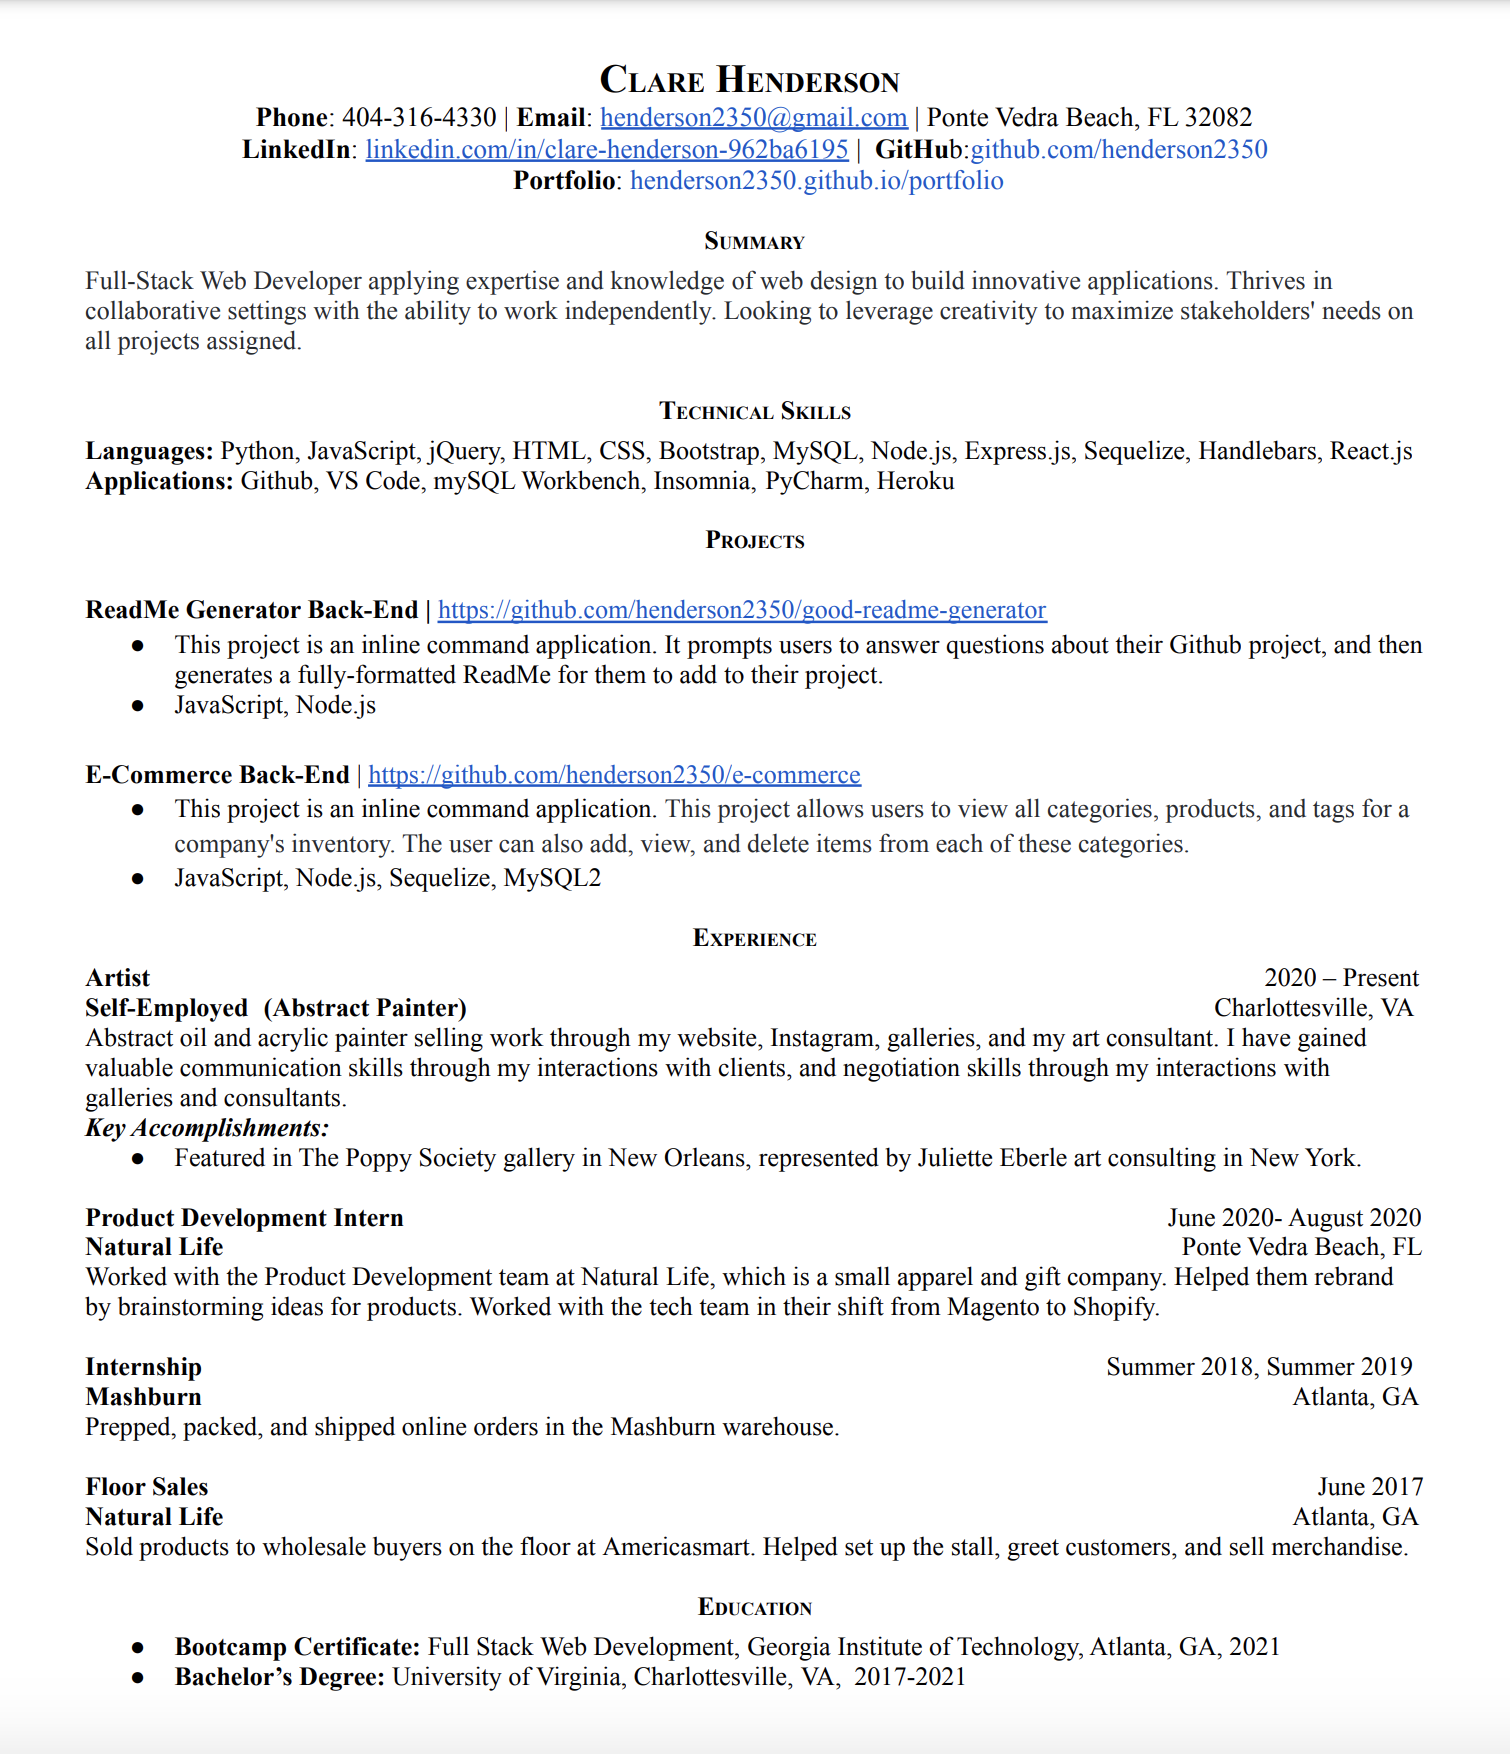 Clare Henderson
Phone: 404-316-4330 | Email: henderson2350@gmail.com | Ponte Vedra Beach, FL 32082
LinkedIn: linkedin.com/in/clare-henderson-962ba6195 | GitHub:github.com/henderson2350
Portfolio: henderson2350.github.io/portfolio
Summary
Full-Stack Web Developer applying expertise and knowledge of web design to build innovative applications. Thrives in
collaborative settings with the ability to work independently. Looking to leverage creativity to maximize stakeholders' needs on
all projects assigned.
Technical Skills
Languages: Python, JavaScript, jQuery, HTML, CSS, Bootstrap, MySQL, Node.js, Express.js, Sequelize, Handlebars, React.js
Applications: Github, VS Code, mySQL Workbench, Insomnia, PyCharm, Heroku
Projects
ReadMe Generator Back-End | https://github.com/henderson2350/good-readme-generator
● This project is an inline command application. It prompts users to answer questions about their Github project, and then
generates a fully-formatted ReadMe for them to add to their project.
● JavaScript, Node.js
E-Commerce Back-End | https://github.com/henderson2350/e-commerce
● This project is an inline command application. This project allows users to view all categories, products, and tags for a
company's inventory. The user can also add, view, and delete items from each of these categories.
● JavaScript, Node.js, Sequelize, MySQL2
Experience
Artist 2020 – Present
Self-Employed (Abstract Painter) Charlottesville, VA
Abstract oil and acrylic painter selling work through my website, Instagram, galleries, and my art consultant. I have gained
valuable communication skills through my interactions with clients, and negotiation skills through my interactions with
galleries and consultants.
Key Accomplishments:
● Featured in The Poppy Society gallery in New Orleans, represented by Juliette Eberle art consulting in New York.
Product Development Intern June 2020- August 2020
Natural Life Ponte Vedra Beach, FL
Worked with the Product Development team at Natural Life, which is a small apparel and gift company. Helped them rebrand
by brainstorming ideas for products. Worked with the tech team in their shift from Magento to Shopify.
Internship Summer 2018, Summer 2019
Mashburn Atlanta, GA
Prepped, packed, and shipped online orders in the Mashburn warehouse.
Floor Sales June 2017
Natural Life Atlanta, GA
Sold products to wholesale buyers on the floor at Americasmart. Helped set up the stall, greet customers, and sell merchandise.
Education
● Bootcamp Certificate: Full Stack Web Development, Georgia Institute of Technology, Atlanta, GA, 2021
● Bachelor’s Degree: University of Virginia, Charlottesville, VA, 2017-2021